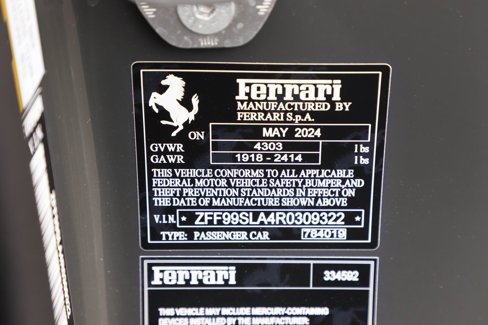 Ferrari
MANUFACTURED BY
FERRARI S.p.A.
ON MAY 2024
GVWR 4303 lbs
GAWR 1918 - 2414 lbs
THIS VEHICLE CONFORMS TO ALL APPLICABLE
FEDERAL MOTOR VEHICLE SAFETY, BUMPER, AND
THEFT PREVENTION STANDARDS IN EFFECT ON
THE DATE OF MANUFACTURE SHOWN ABOVE
V.I.N. * ZFF99SLA4R0309322 *
TYPE: PASSENGER CAR 764019
Ferrari 334592
THIS VEHICLE MAY INCLUDE MERCURY-CONTAINING
DEVICES INSTALLED BY THE MANUFACTURER: